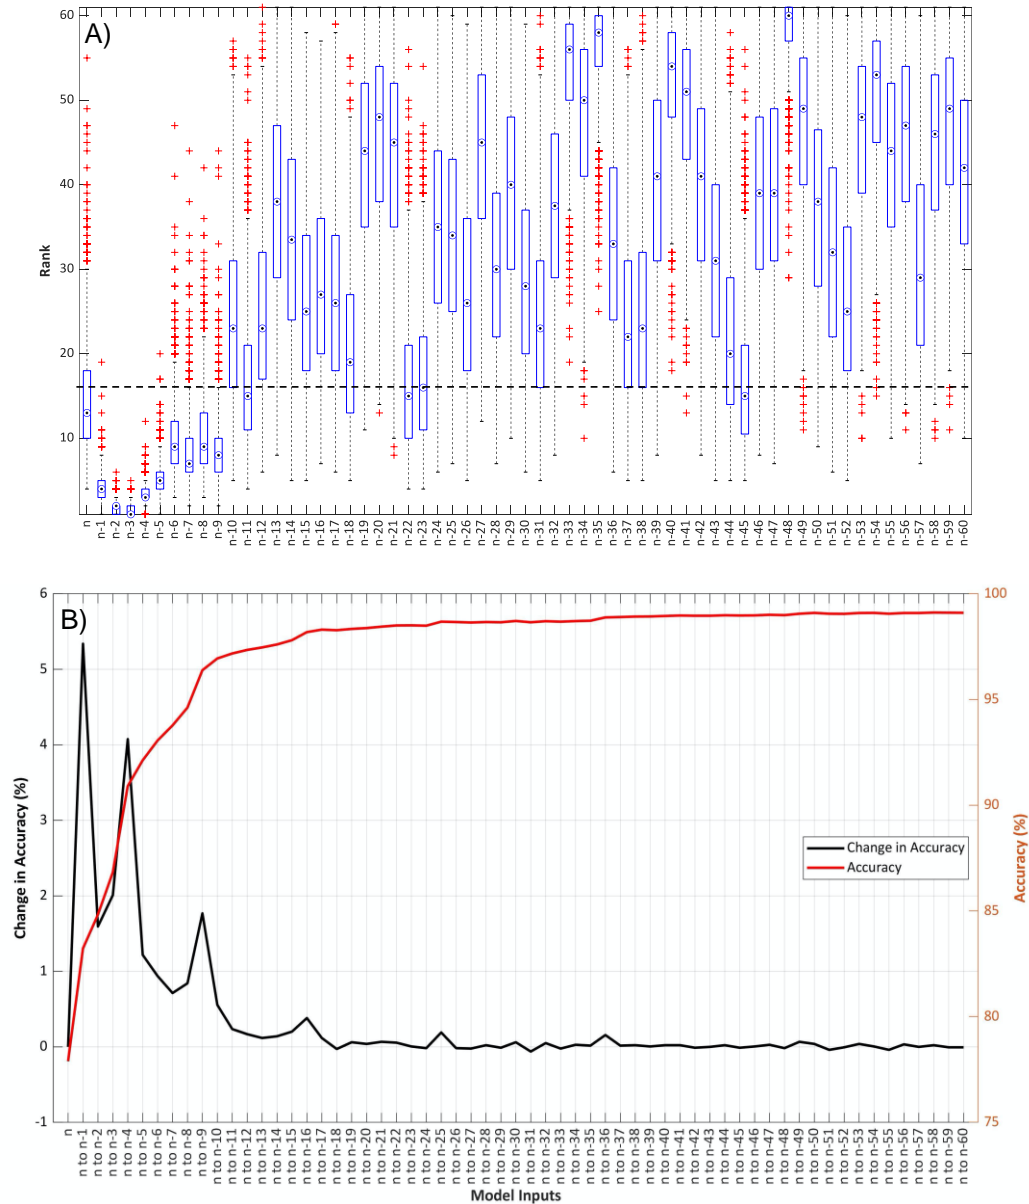 A)
Rank
60
50
40
30
20
10
n
n-1
n-2
n-3
n-4
n-5
n-6
n-7
n-8
n-9
n-10
n-11
n-12
n-13
n-14
n-15
n-16
n-17
n-18
n-19
n-20
n-21
n-22
n-23
n-24
n-25
n-26
n-27
n-28
n-29
n-30
n-31
n-32
n-33
n-34
n-35
n-36
n-37
n-38
n-39
n-40
n-41
n-42
n-43
n-44
n-45
n-46
n-47
n-48
n-49
n-50
n-51
n-52
n-53
n-54
n-55
n-56
n-57
n-58
n-59
n-60
B)
Change in Accuracy (%)
6
5
4
3
2
1
0
-1
Accuracy (%)
100
95
90
85
80
75
Change in Accuracy
Accuracy
n
n to n-1
n to n-2
n to n-3
n to n-4
n to n-5
n to n-6
n to n-7
n to n-8
n to n-9
n to n-10
n to n-11
n to n-12
n to n-13
n to n-14
n to n-15
n to n-16
n to n-17
n to n-18
n to n-19
n to n-20
n to n-21
n to n-22
n to n-23
n to n-24
n to n-25
n to n-26
n to n-27
n to n-28
n to n-29
n to n-30
n to n-31
n to n-32
n to n-33
n to n-34
n to n-35
n to n-36
n to n-37
n to n-38
n to n-39
n to n-40
n to n-41
n to n-42
n to n-43
n to n-44
n to n-45
n to n-46
n to n-47
n to n-48
n to n-49
n to n-50
n to n-51
n to n-52
n to n-53
n to n-54
n to n-55
n to n-56
n to n-57
n to n-58
n to n-59
n to n-60
Model Inputs